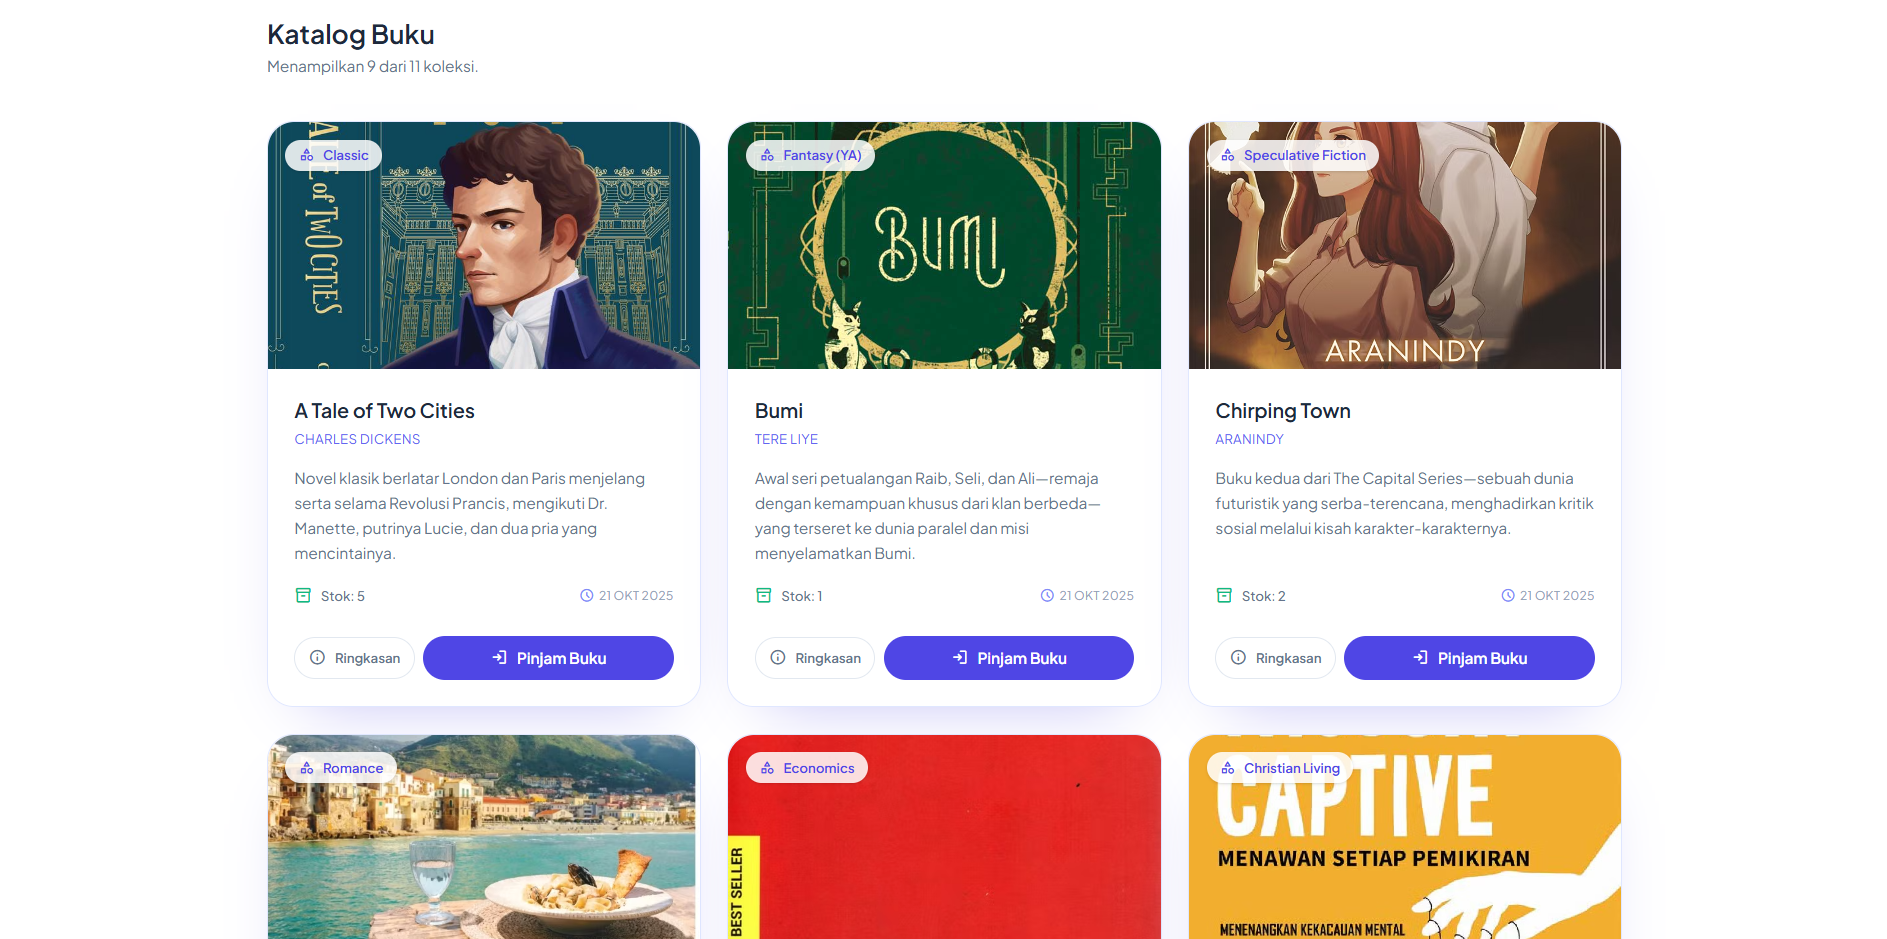 Katalog Buku
Menampilkan 9 dari 11 koleksi.
Classic
of TWO CITIES
Fantasy (YA)
BUMI
Speculative Fiction
ARANINDY
A Tale of Two Cities
CHARLES DICKENS
Novel klasik berlatar London dan Paris menjelang
serta selama Revolusi Prancis, mengikuti Dr.
Manette, putrinya Lucie, dan dua pria yang
mencintainya.
Stok: 5
21 OKT 2025
Ringkasan
Pinjam Buku
Bumi
TERE LIYE
Awal seri petualangan Raib, Seli, dan Ali—remaja
dengan kemampuan khusus dari klan berbeda—
yang terseret ke dunia paralel dan misi
menyelamatkan Bumi.
Stok: 1
21 OKT 2025
Ringkasan
Pinjam Buku
Chirping Town
ARANINDY
Buku kedua dari The Capital Series—sebuah dunia
futuristik yang serba-terencana, menghadirkan kritik
sosial melalui kisah karakter-karakternya.
Stok: 2
21 OKT 2025
Ringkasan
Pinjam Buku
Romance
Economics
BEST SELLER
Christian Living
CAPTIVE
MENAWAN SETIAP PEMIKIRAN
MENENANGKAN KEKACAUAN MENTAL